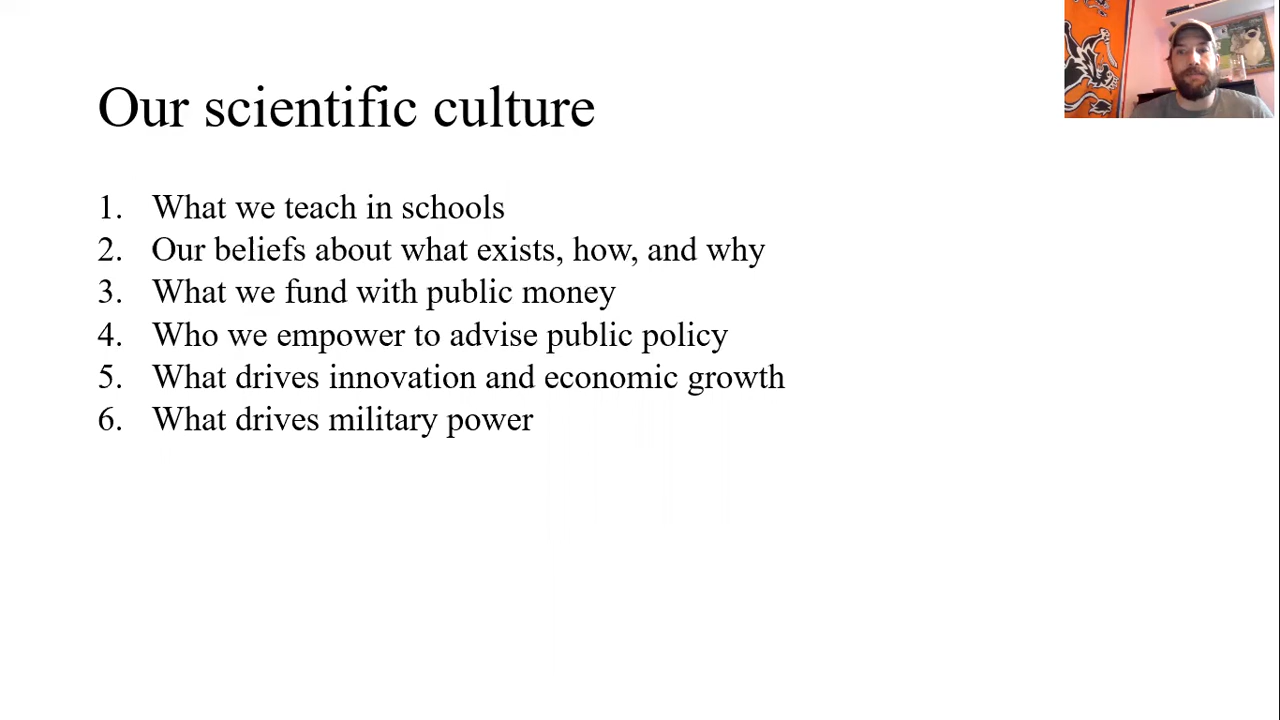 Our scientific culture
1. What we teach in schools
2. Our beliefs about what exists, how, and why
3. What we fund with public money
4. Who we empower to advise public policy
5. What drives innovation and economic growth
6. What drives military power